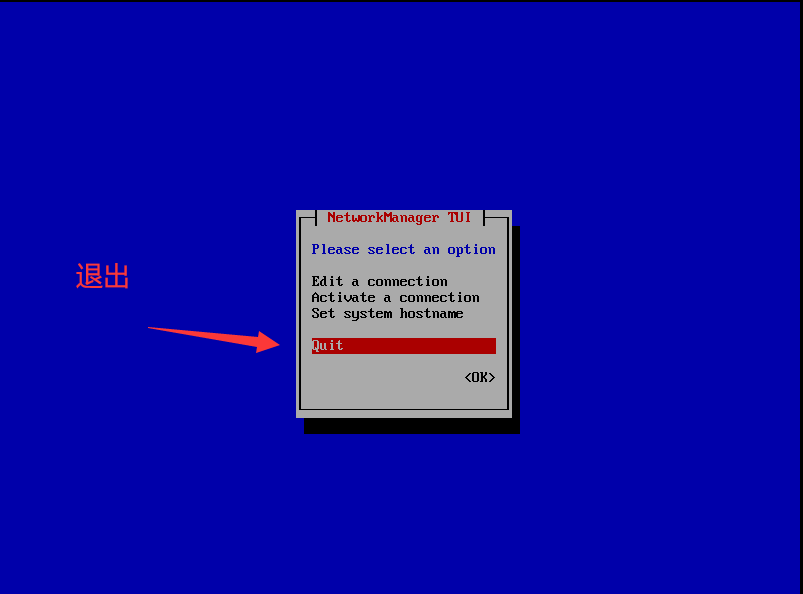 NetworkManager TUI
Please select an option
退出
Edit a connection
Activate a connection
Set system hostname
Quit
<OK>